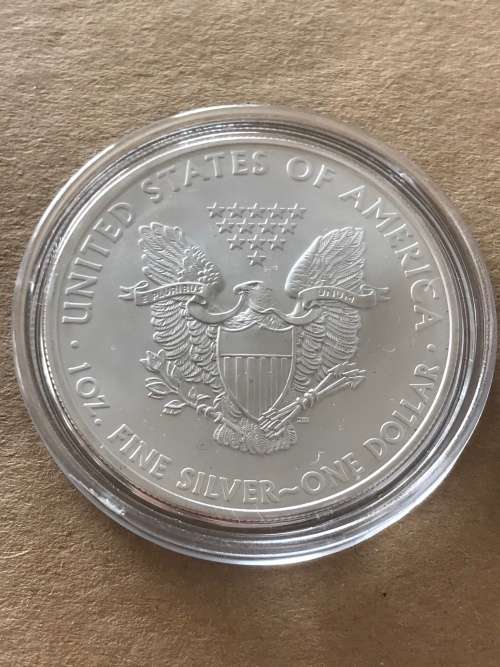 UNITED STATES OF AMERICA
E PLURIBUS UNUM
1 OZ. FINE SILVER~ONE DOLLAR